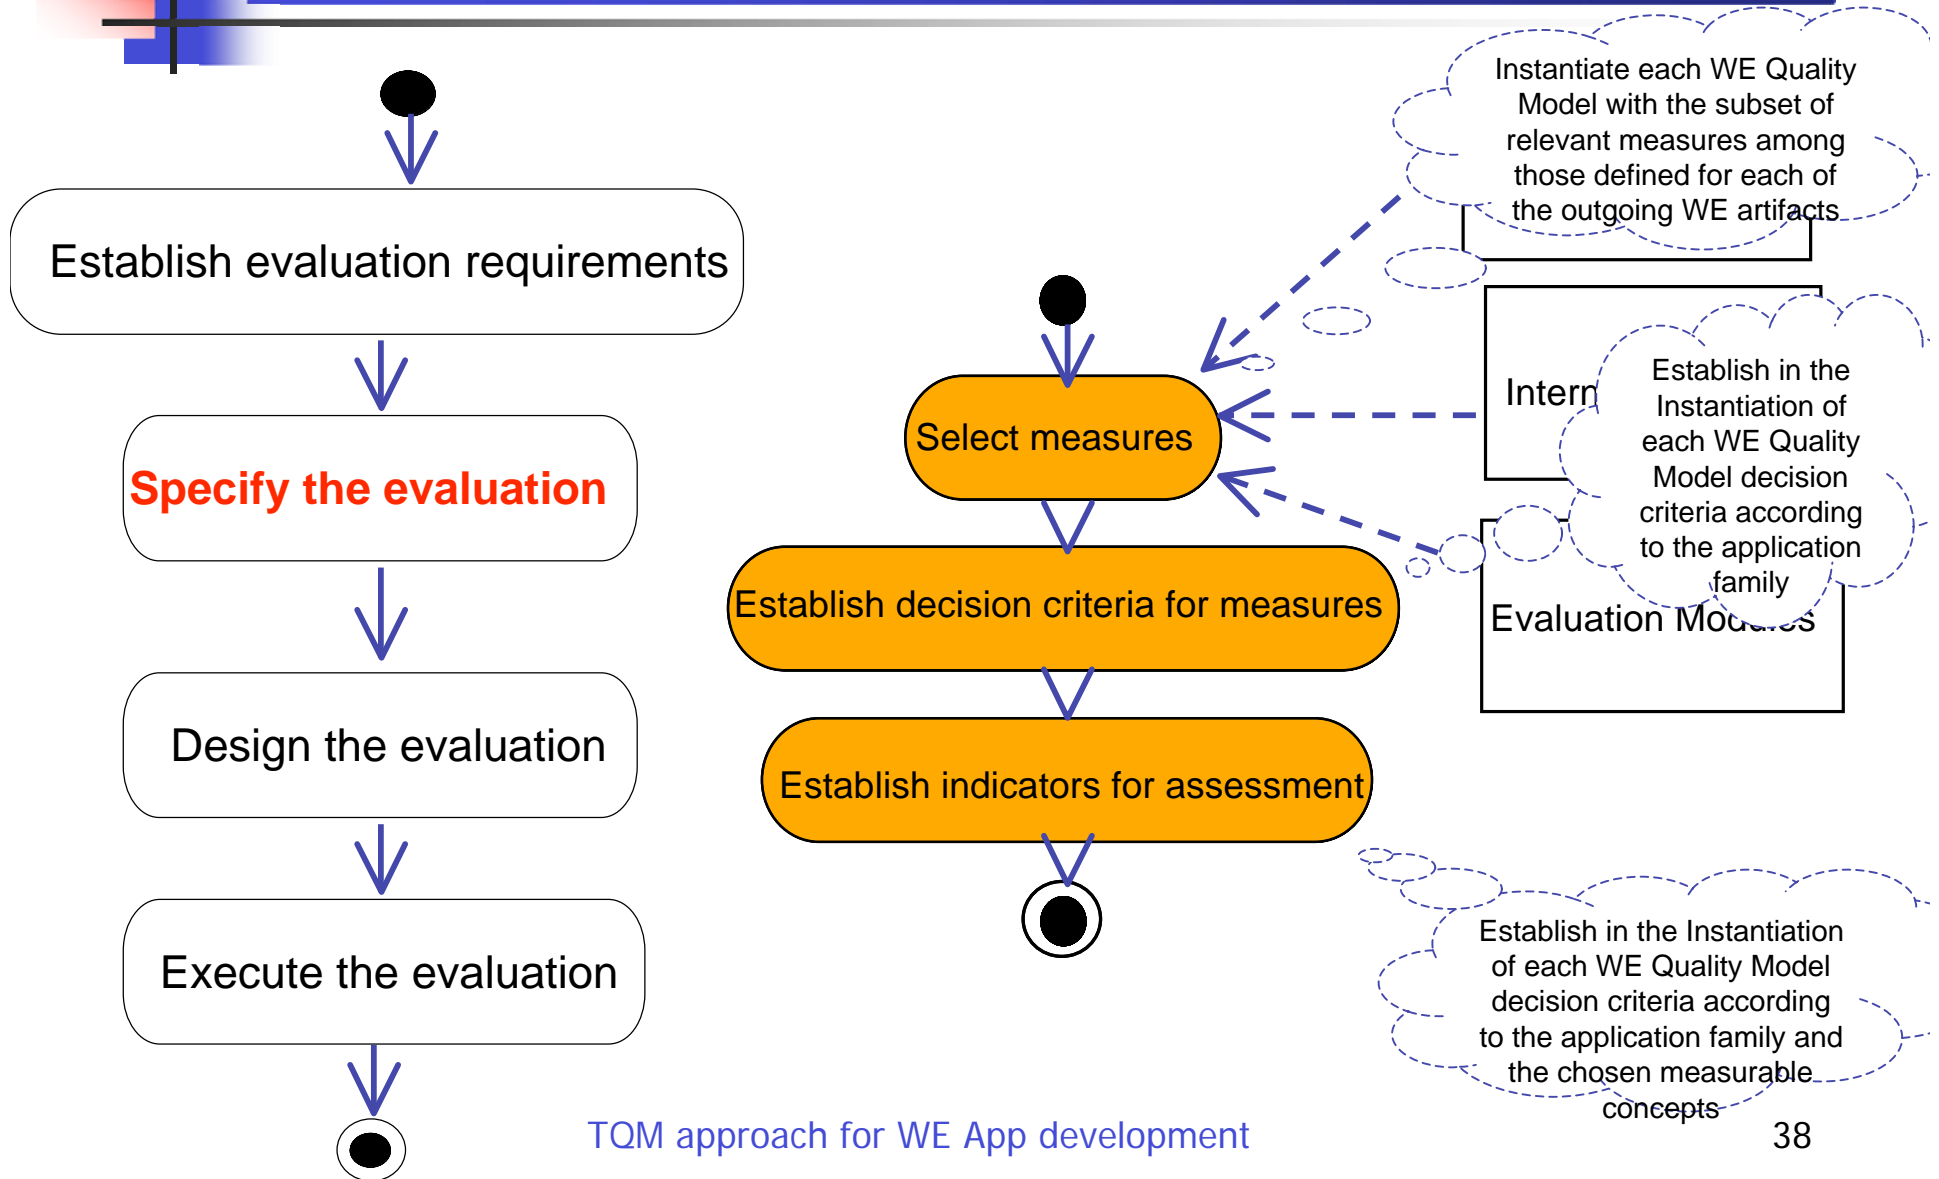 Establish evaluation requirements
Specify the evaluation
Design the evaluation
Execute the evaluation
Select measures
Establish decision criteria for measures
Establish indicators for assessment
Instantiate each WE Quality
Model with the subset of
relevant measures among
those defined for each of
the outgoing WE artifacts
Establish in the
Instantiation of
each WE Quality
Model decision
criteria according
to the application
family
Evaluation Modules
Establish in the Instantiation
of each WE Quality Model
decision criteria according
to the application family and
the chosen measurable
concepts
TQM approach for WE App development
38